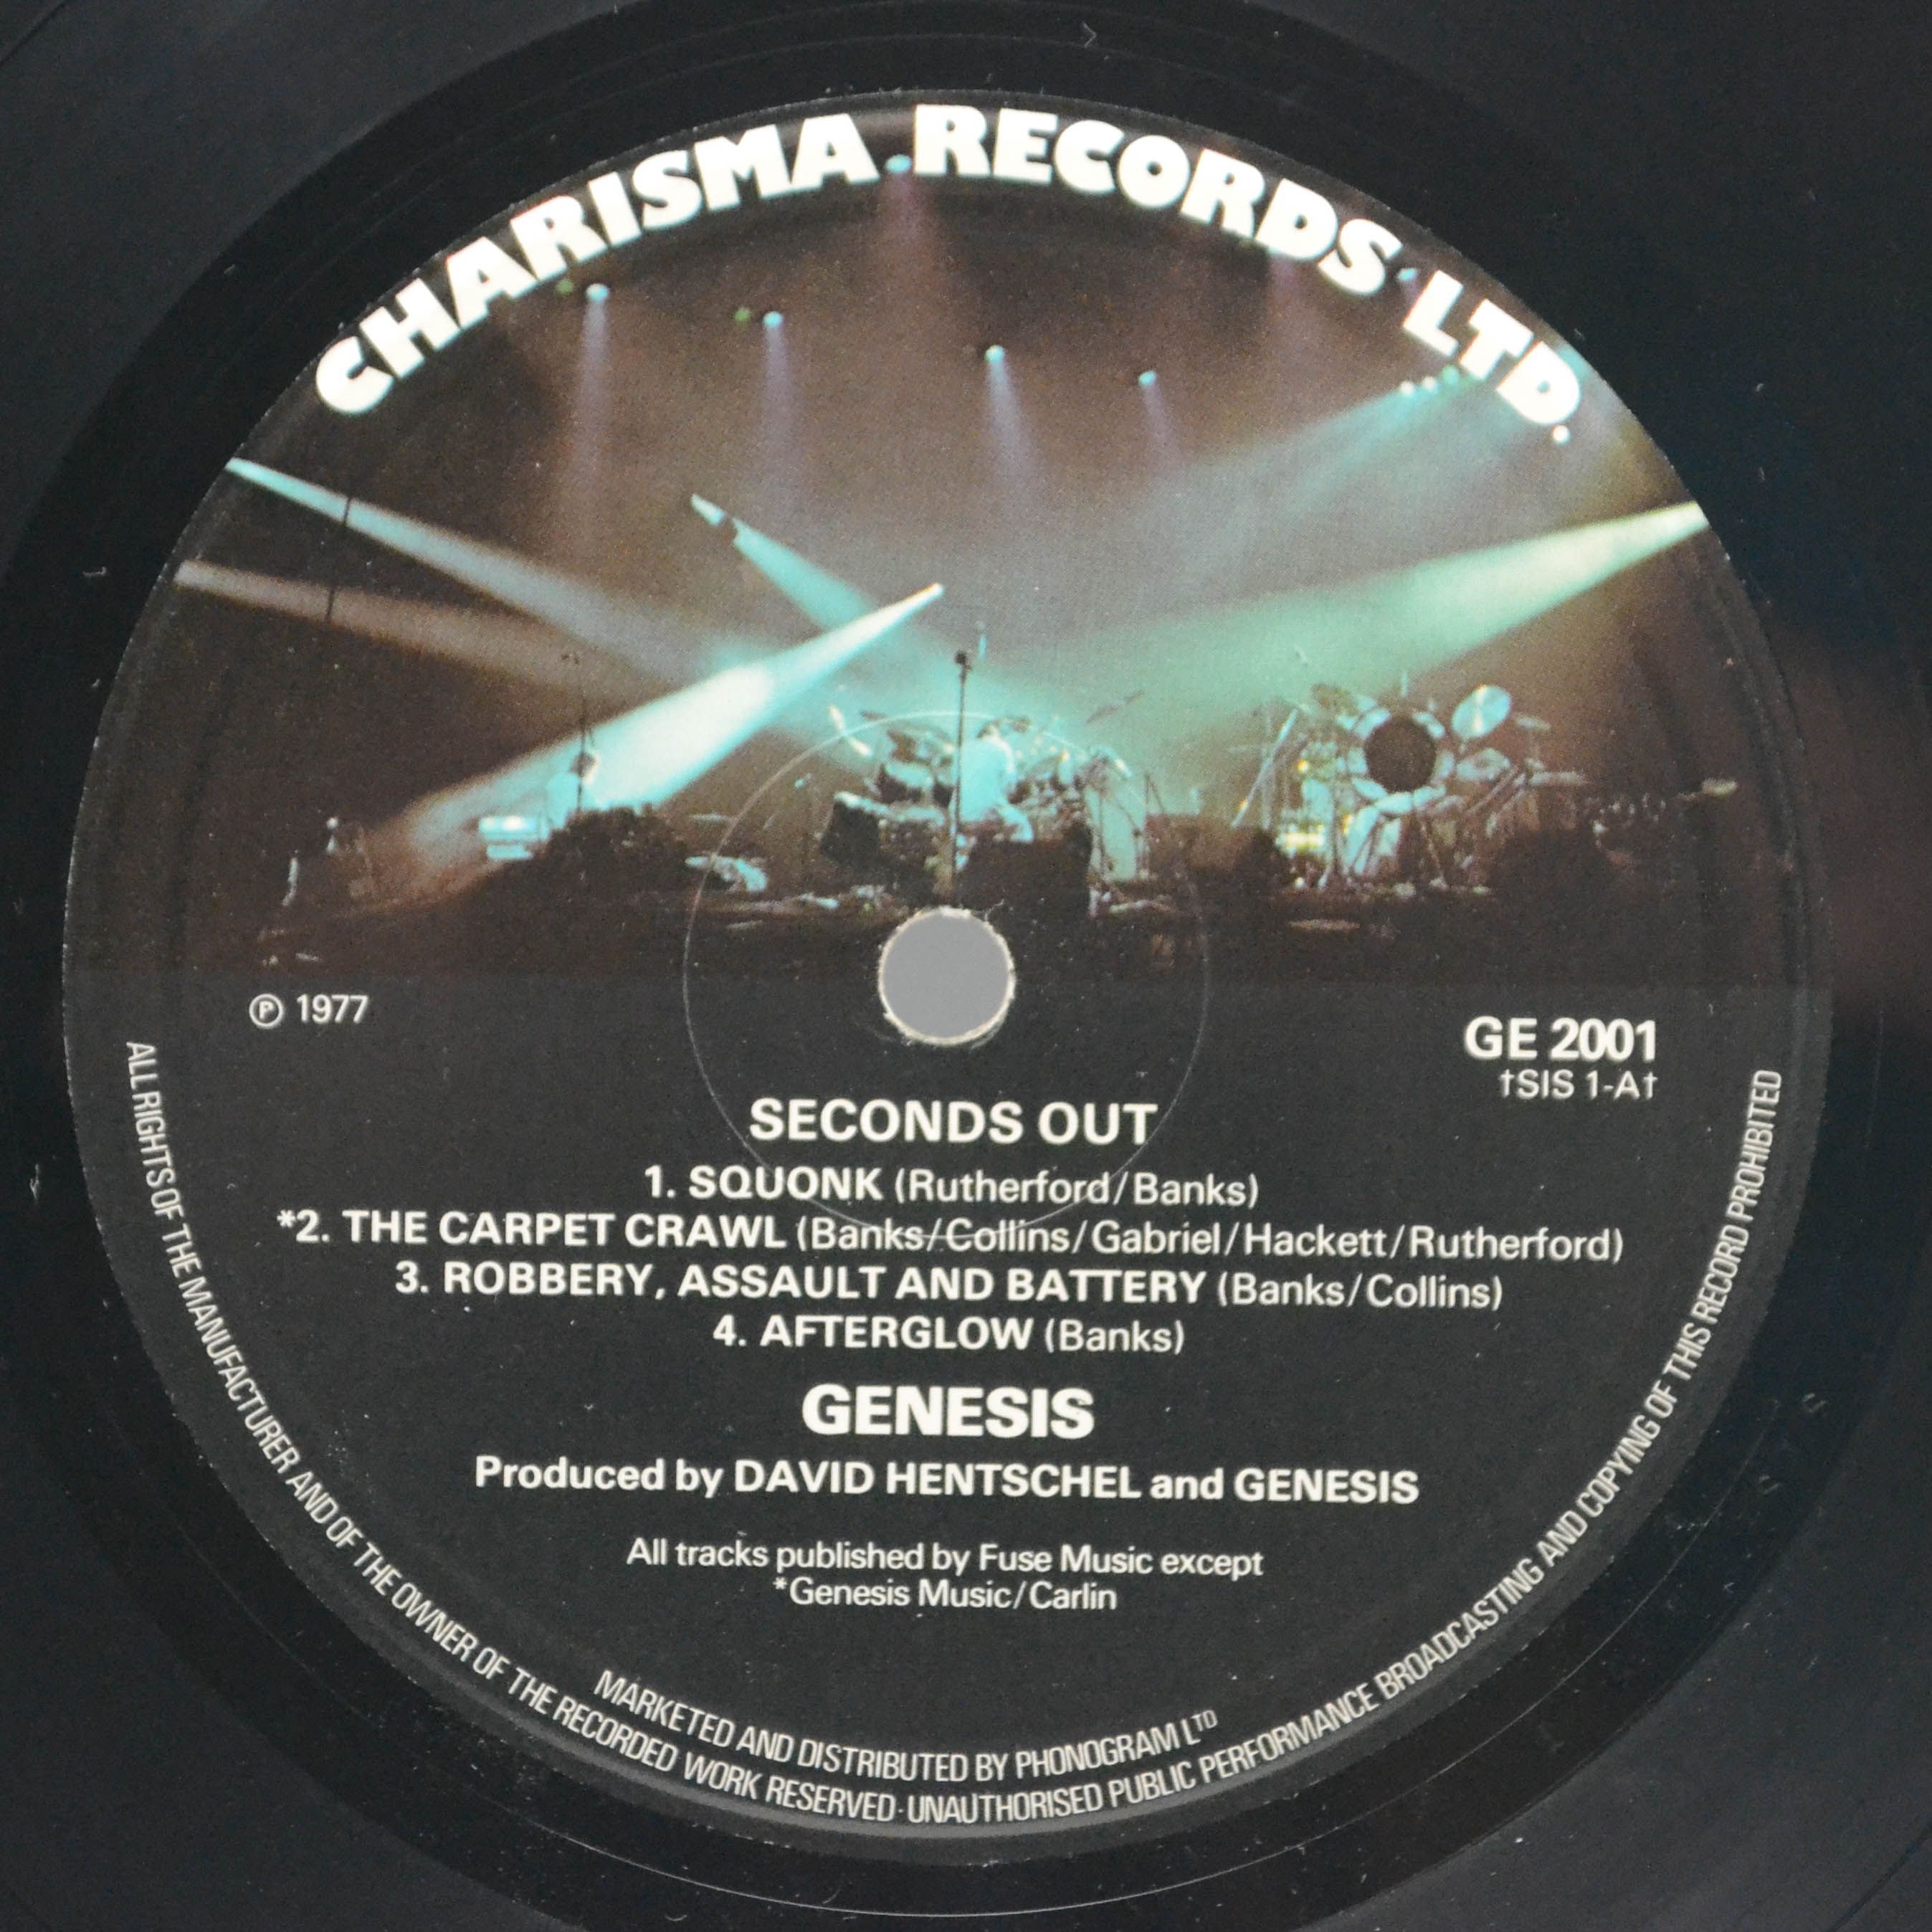 CHARISMA RECORDS LTD.
℗ 1977
GE 2001
†SIS 1-A†
SECONDS OUT
1. SQUONK (Rutherford/Banks)
*2. THE CARPET CRAWL (Banks/Collins/Gabriel/Hackett/Rutherford)
3. ROBBERY, ASSAULT AND BATTERY (Banks/Collins)
4. AFTERGLOW (Banks)
GENESIS
Produced by DAVID HENTSCHEL and GENESIS
All tracks published by Fuse Music except
*Genesis Music/Carlin
MARKETED AND DISTRIBUTED BY PHONOGRAM LTD
ALL RIGHTS OF THE MANUFACTURER AND OF THE OWNER OF THE RECORDED WORK RESERVED·UNAUTHORISED PUBLIC PERFORMANCE BROADCASTING AND COPYING OF THIS RECORD PROHIBITED